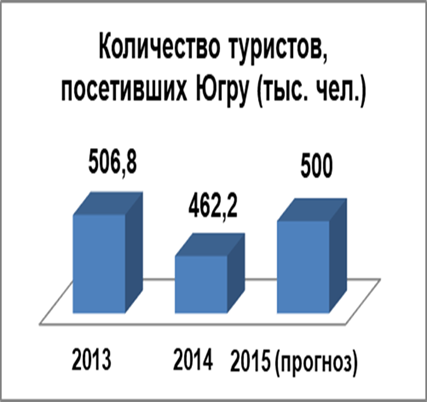 Количество туристов,
посетивших Югру (тыс. чел.)
506,8
462,2
500
2013
2014
2015 (прогноз)